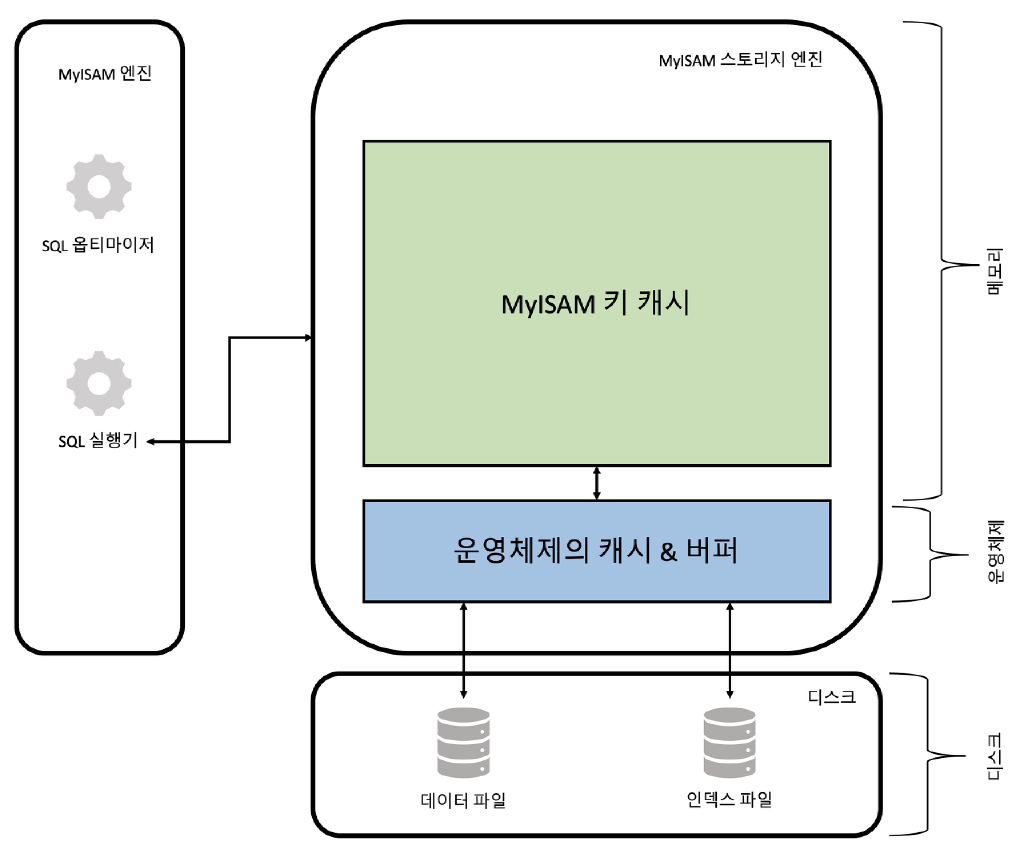 MyISAM 엔진
SQL 옵티마이저
SQL 실행기
MyISAM 스토리지 엔진
MyISAM 키 캐시
운영체제의 캐시 & 버퍼
디스크
데이터 파일
인덱스 파일
메모리
운영체제
디스크